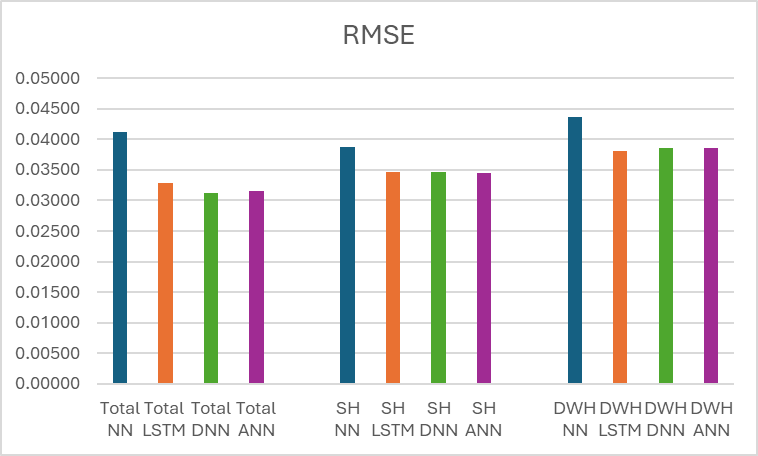 RMSE
0.05000
0.04500
0.04000
0.03500
0.03000
0.02500
0.02000
0.01500
0.01000
0.00500
0.00000
Total NN
Total LSTM
Total DNN
Total ANN
SH NN
SH LSTM
SH DNN
SH ANN
DWH NN
DWH LSTM
DWH DNN
DWH ANN